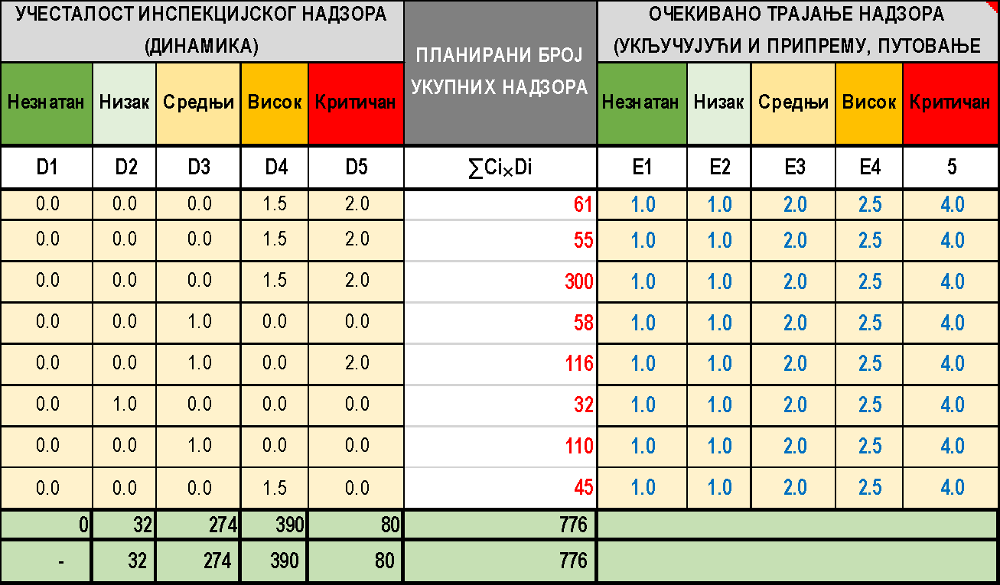 УЧЕСТАЛОСТ ИНСПЕКЦИЈСКОГ НАДЗОРА
(ДИНАМИКА)
ПЛАНИРАНИ БРОЈ
УКУПНИХ НАДЗОРА
ОЧЕКИВАНО ТРАЈАЊЕ НАДЗОРА
(УКЉУЧУЈУЋИ И ПРИПРЕМУ, ПУТОВАЊЕ
Незнатан Низак Средњи Висок Критичан Незнатан Низак Средњи Висок Критичан
D1 D2 D3 D4 D5 ∑Ci×Di E1 E2 E3 E4 5
0.0 0.0 0.0 1.5 2.0 61 1.0 1.0 2.0 2.5 4.0
0.0 0.0 0.0 1.5 2.0 55 1.0 1.0 2.0 2.5 4.0
0.0 0.0 0.0 1.5 2.0 300 1.0 1.0 2.0 2.5 4.0
0.0 0.0 1.0 0.0 0.0 58 1.0 1.0 2.0 2.5 4.0
0.0 0.0 1.0 0.0 2.0 116 1.0 1.0 2.0 2.5 4.0
0.0 1.0 0.0 0.0 0.0 32 1.0 1.0 2.0 2.5 4.0
0.0 0.0 1.0 0.0 0.0 110 1.0 1.0 2.0 2.5 4.0
0.0 0.0 0.0 1.5 0.0 45 1.0 1.0 2.0 2.5 4.0
0 32 274 390 80 776
- 32 274 390 80 776